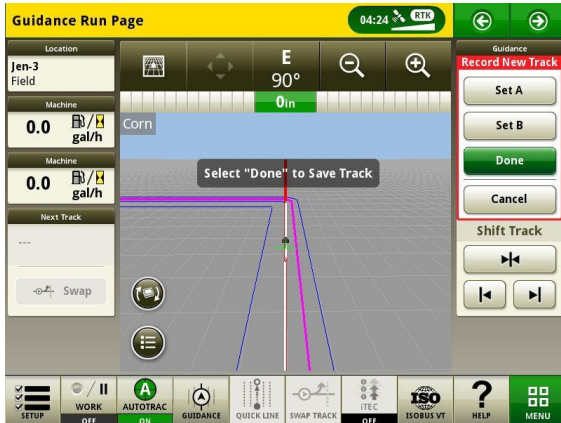 Guidance Run Page
04:24
RTK
Location
Jen-3
Field
Machine
0.0
gal/h
Machine
0.0
gal/h
Next Track
---
Swap
E
90°
0in
Corn
Select "Done" to Save Track
Guidance
Record New Track
Set A
Set B
Done
Cancel
Shift Track
SETUP
WORK
OFF
A
AUTOTRAC
ON
GUIDANCE
QUICK LINE
SWAP TRACK
iTEC
OFF
ISO
ISOBUS VT
?
HELP
MENU